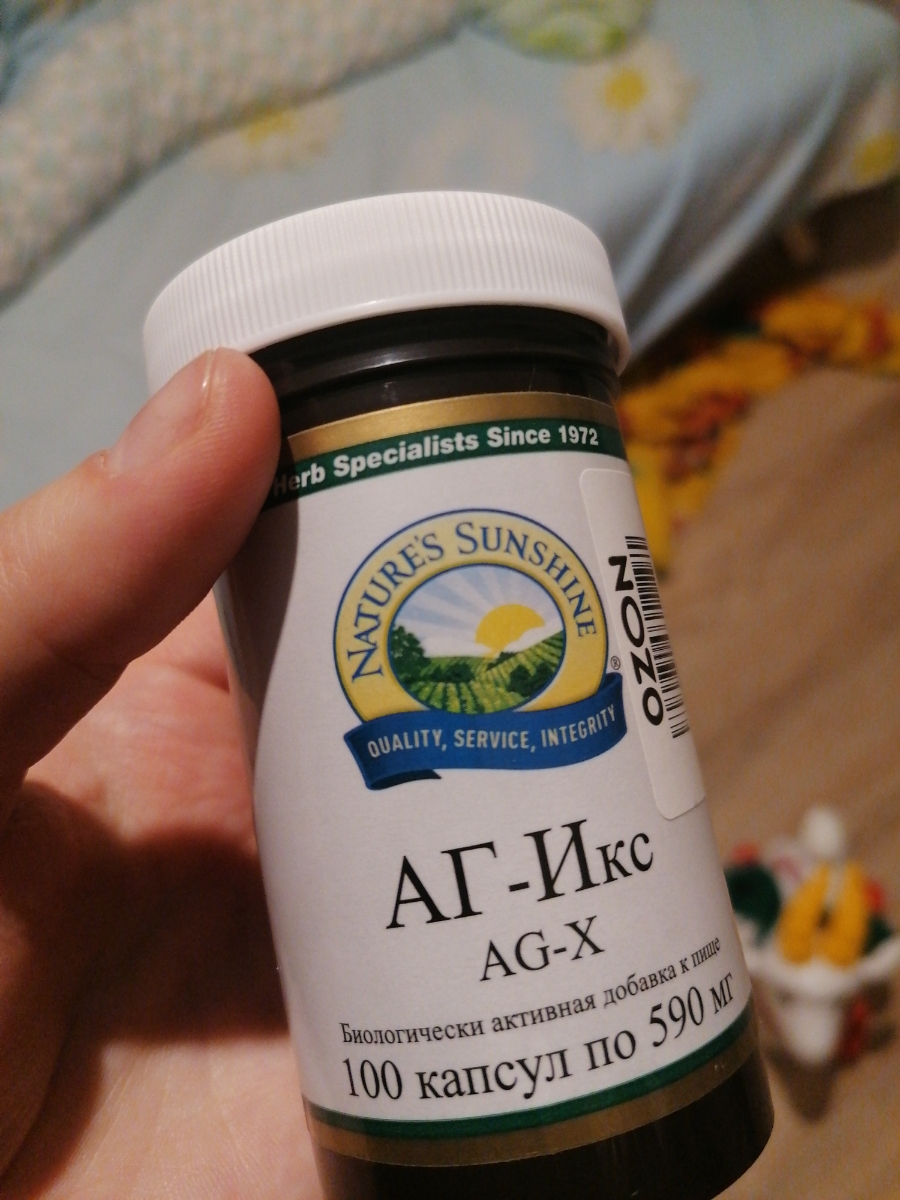 Herb Specialists Since 1972
NATURE'S SUNSHINE
®
QUALITY, SERVICE, INTEGRITY
NOZO
АГ-Икс
AG-X
Биологически активная добавка к пище
100 капсул по 590 мг